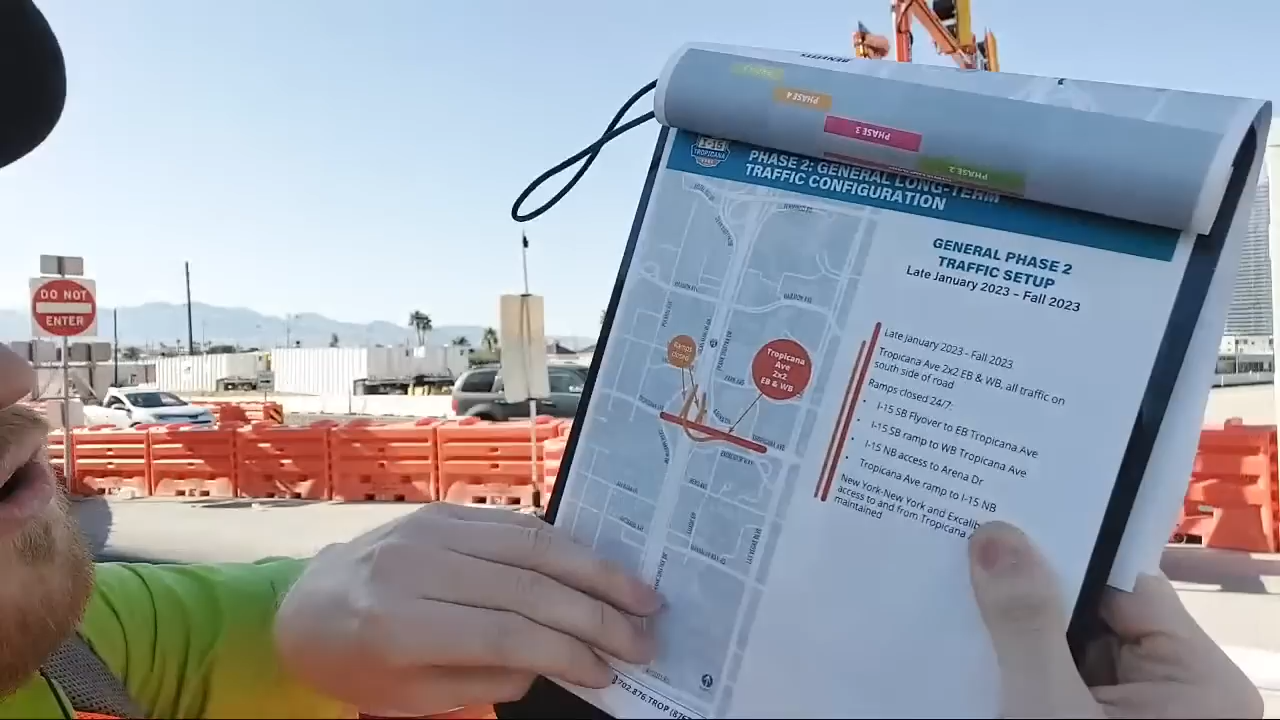 BENEFITS
PHASE 4
PHASE 3
PHASE 2
I-15
TROPICANA
PHASE 2: GENERAL LONG-TERM
TRAFFIC CONFIGURATION
GENERAL PHASE 2
TRAFFIC SETUP
Late January 2023 – Fall 2023
Late January 2023 - Fall 2023
Tropicana Ave 2x2 EB & WB, all traffic on
south side of road
Ramps closed 24/7:
• I-15 SB Flyover to EB Tropicana Ave
• I-15 SB ramp to WB Tropicana Ave
• I-15 NB access to Arena Dr
• Tropicana Ave ramp to I-15 NB
New York-New York and Excalib
access to and from Tropicana
maintained
Ramps
closed
Tropicana
Ave
2x2
EB & WB
HARMON AVE
702.876.TROP (876
DO NOT
ENTER